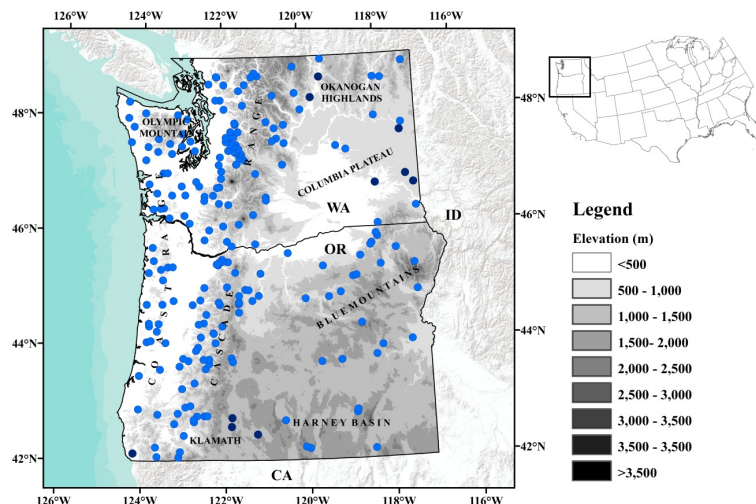 126°W 124°W 122°W 120°W 118°W 116°W
48°N 48°N
46°N 46°N
44°N 44°N
42°N 42°N
OKANOGAN
HIGHLANDS
OLYMPIC
MOUNTAIN
COLUMBIA PLATEAU
WA
ID
OR
COAST RANGE
CASCADE RANGE
BLUE MOUNTAINS
HARNEY BASIN
KLAMATH
CA
126°W 124°W 122°W 120°W 118°W 116°W
Legend
Elevation (m)
<500
500 - 1,000
1,000 - 1,500
1,500- 2,000
2,000 - 2,500
2,500 - 3,000
3,000 - 3,500
3,500 - 3,500
>3,500